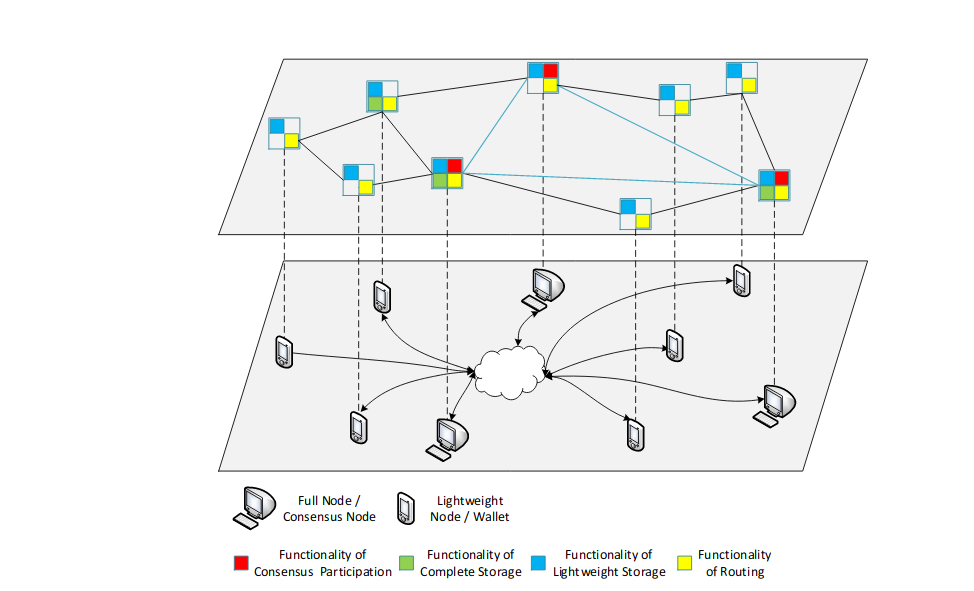 Full Node /
Consensus Node
Lightweight
Node / Wallet
Functionality of
Consensus Participation
Functionality of
Complete Storage
Functionality of
Lightweight Storage
Functionality
of Routing